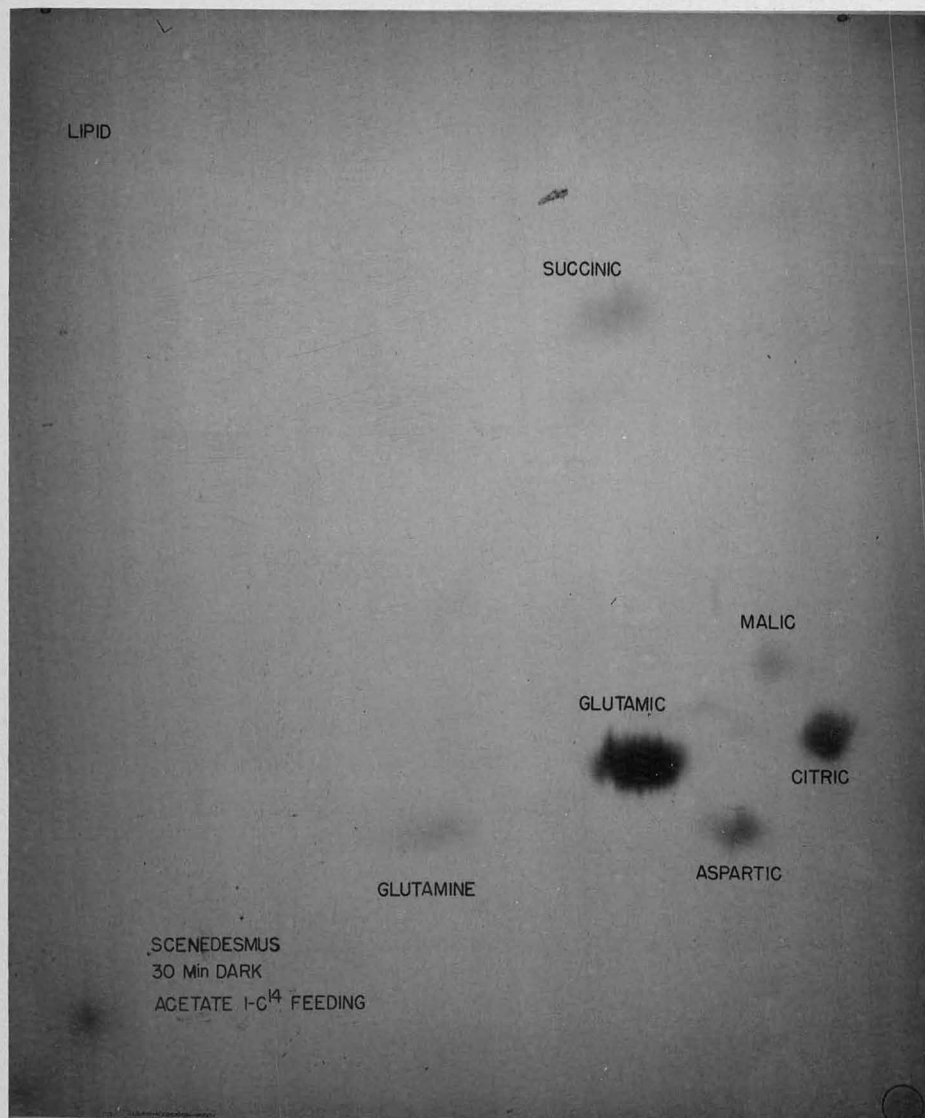 LIPID
SUCCINIC
MALIC
GLUTAMIC
CITRIC
ASPARTIC
GLUTAMINE
SCENEDESMUS
30 Min DARK
ACETATE 1-C¹⁴ FEEDING